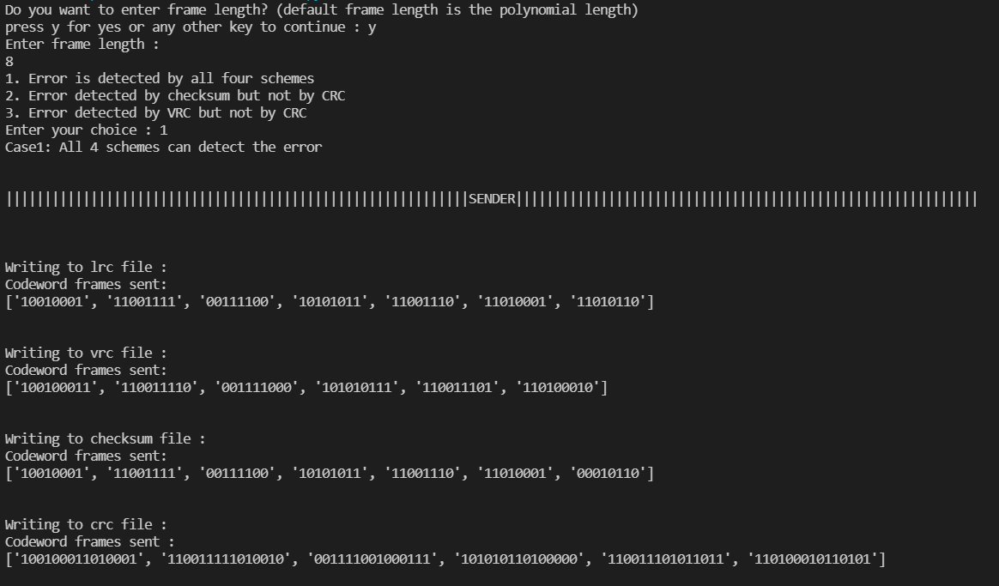 Do you want to enter frame length? (default frame length is the polynomial length)
press y for yes or any other key to continue : y
Enter frame length :
8
1. Error is detected by all four schemes
2. Error detected by checksum but not by CRC
3. Error detected by VRC but not by CRC
Enter your choice : 1
Case1: All 4 schemes can detect the error
||||||||||||||||||||||||||||||||||||||||||||||||||||||||||||SENDER||||||||||||||||||||||||||||||||||||||||||||||||||||||||||||
Writing to lrc file :
Codeword frames sent:
['10010001', '11001111', '00111100', '10101011', '11001110', '11010001', '11010110']
Writing to vrc file :
Codeword frames sent:
['100100011', '110011110', '001111000', '101010111', '110011101', '110100010']
Writing to checksum file :
Codeword frames sent:
['10010001', '11001111', '00111100', '10101011', '11001110', '11010001', '00010110']
Writing to crc file :
Codeword frames sent :
['100100011010001', '110011111010010', '001111001000111', '101010110100000', '110011101011011', '110100010110101']